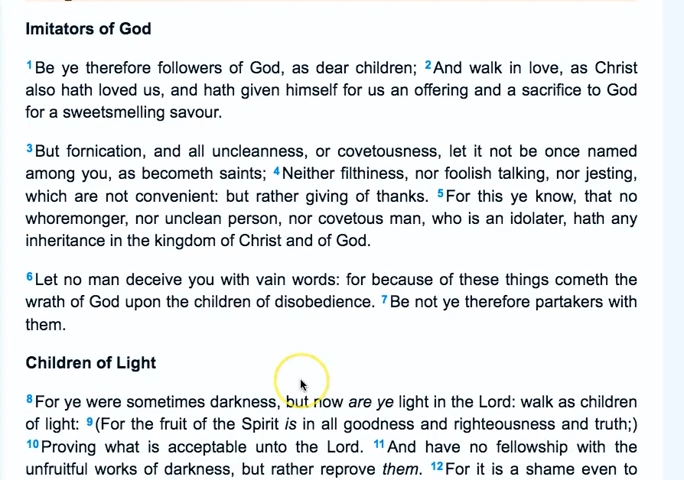 Imitators of God
1Be ye therefore followers of God, as dear children; 2And walk in love, as Christ
also hath loved us, and hath given himself for us an offering and a sacrifice to God
for a sweetsmelling savour.
3But fornication, and all uncleanness, or covetousness, let it not be once named
among you, as becometh saints; 4Neither filthiness, nor foolish talking, nor jesting,
which are not convenient: but rather giving of thanks. 5For this ye know, that no
whoremonger, nor unclean person, nor covetous man, who is an idolater, hath any
inheritance in the kingdom of Christ and of God.
6Let no man deceive you with vain words: for because of these things cometh the
wrath of God upon the children of disobedience. 7Be not ye therefore partakers with
them.
Children of Light
8For ye were sometimes darkness, but now are ye light in the Lord: walk as children
of light: 9(For the fruit of the Spirit is in all goodness and righteousness and truth;)
10Proving what is acceptable unto the Lord. 11And have no fellowship with the
unfruitful works of darkness, but rather reprove them. 12For it is a shame even to